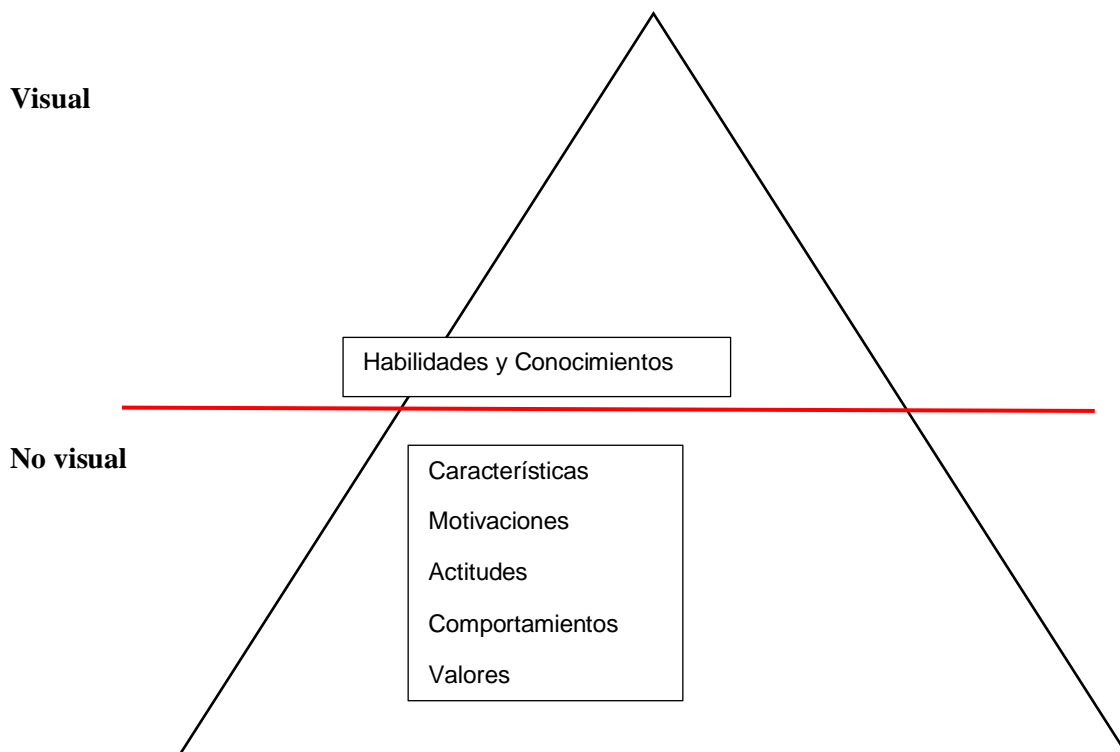 Visual
Habilidades y Conocimientos
No visual
Características
Motivaciones
Actitudes
Comportamientos
Valores